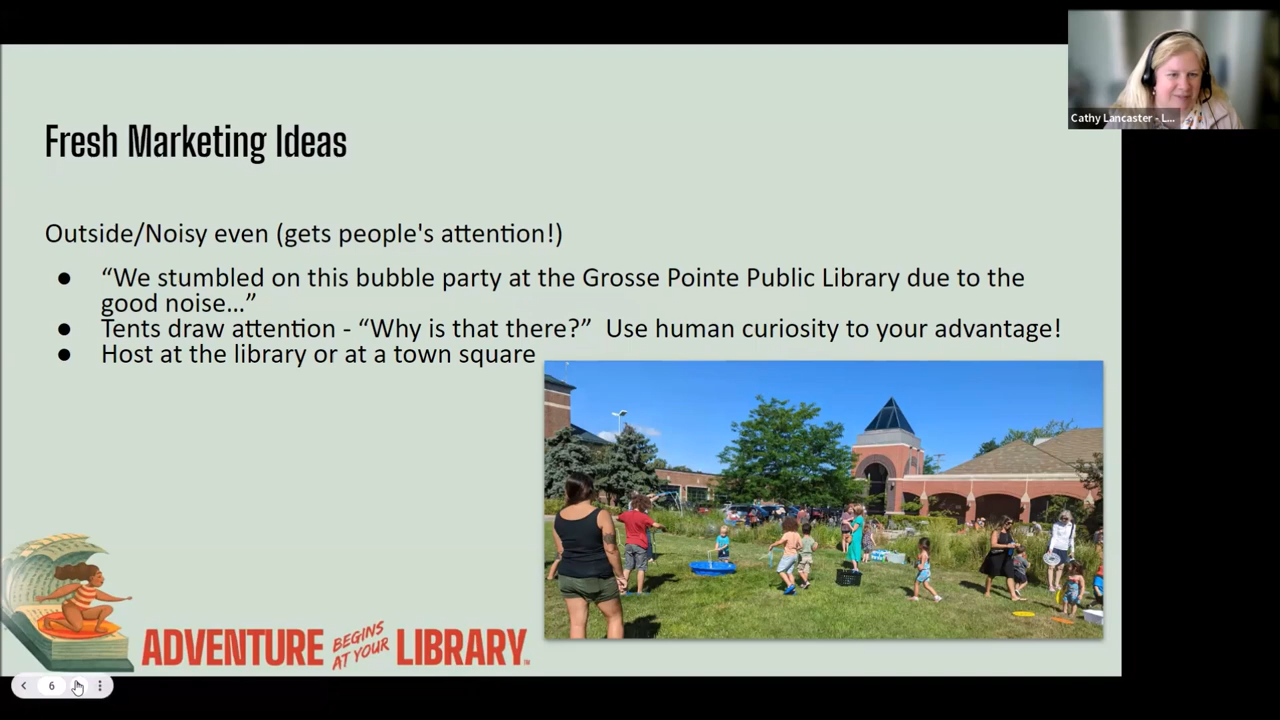 Cathy Lancaster - L...
Fresh Marketing Ideas
Outside/Noisy even (gets people's attention!)
● “We stumbled on this bubble party at the Grosse Pointe Public Library due to the
good noise…”
● Tents draw attention - “Why is that there?”  Use human curiosity to your advantage!
● Host at the library or at a town square
ADVENTURE BEGINS AT YOUR LIBRARY™
6